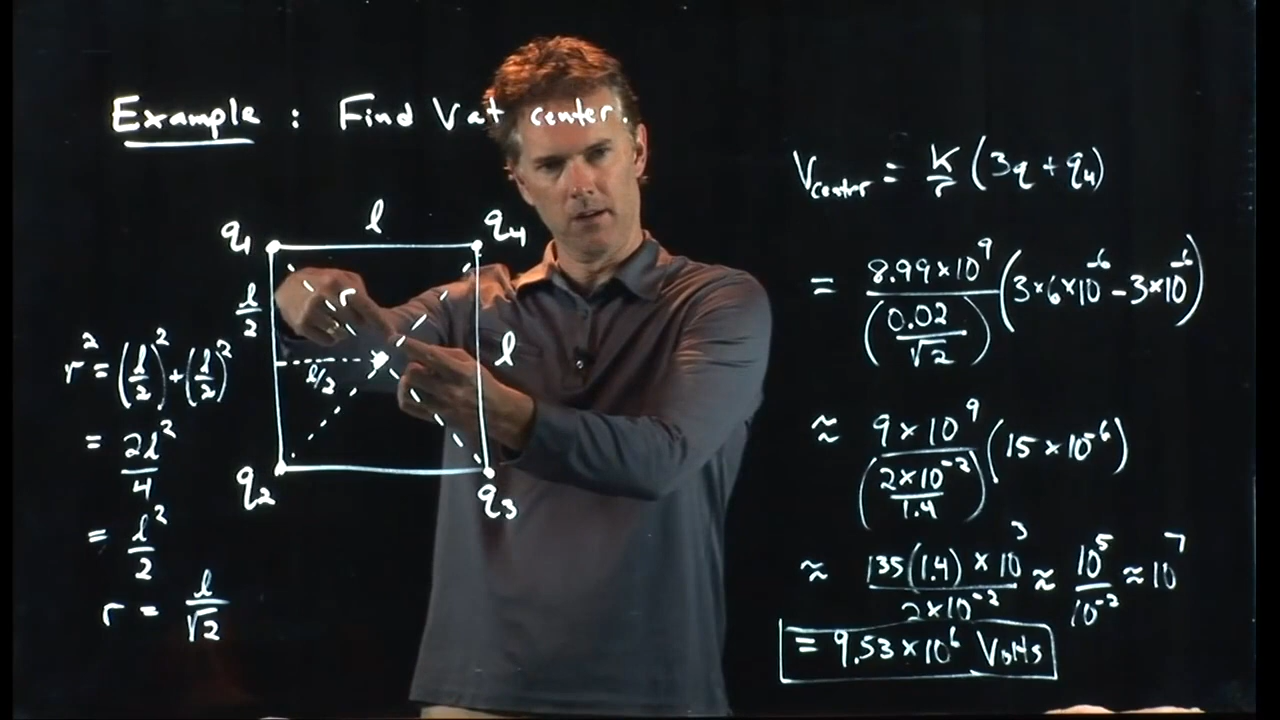 Example : Find V at center.
q₁
l
q₄
l/2
r
l/2
l
q₂
q₃
r² = (l/2)² + (l/2)²
= 2l²/4
= l²/2
r = l/√2
V_center = K/r (3q + q₄)
= 8.99×10⁹/(0.02/√2) (3×6×10⁻⁶ - 3×10⁻⁶)
≈ 9×10⁹/(2×10⁻²/1.4) (15×10⁻⁶)
≈ 135(1.4)×10³/2×10⁻² ≈ 10⁵/10⁻² ≈ 10⁷
= 9.53×10⁶ Volts